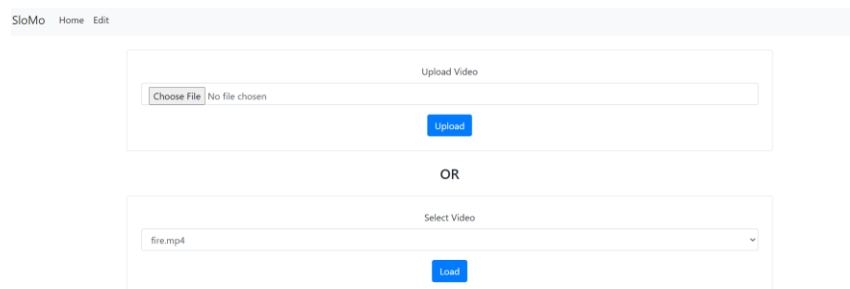 SloMo Home Edit
Upload Video
Choose File No file chosen
Upload
OR
Select Video
fire.mp4
Load